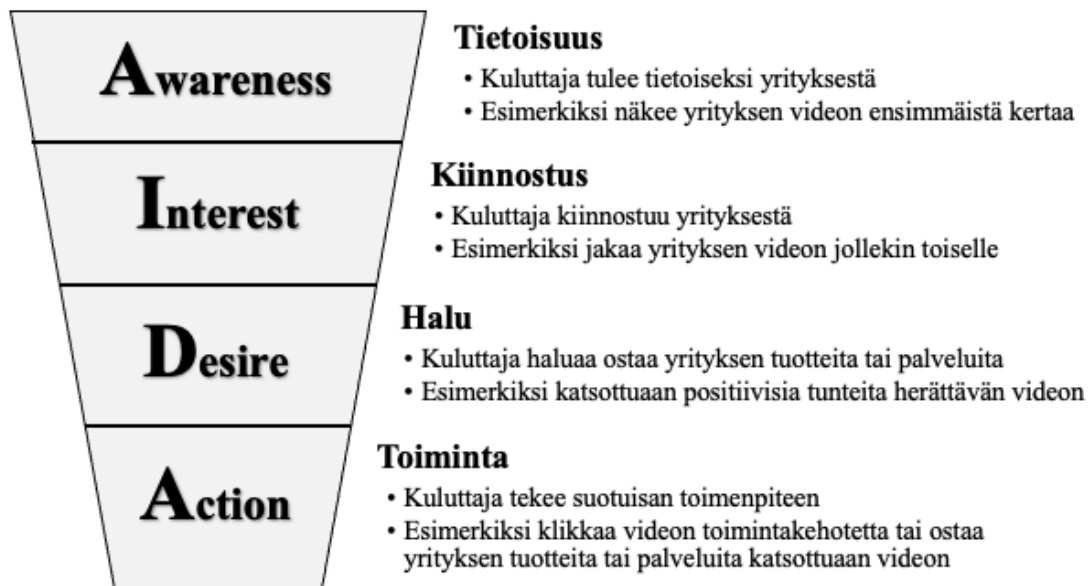 Awareness
Tietoisuus
• Kuluttaja tulee tietoiseksi yrityksestä
• Esimerkiksi näkee yrityksen videon ensimmäistä kertaa
Interest
Kiinnostus
• Kuluttaja kiinnostuu yrityksestä
• Esimerkiksi jakaa yrityksen videon jollekin toiselle
Desire
Halu
• Kuluttaja haluaa ostaa yrityksen tuotteita tai palveluita
• Esimerkiksi katsottuaan positiivisia tunteita herättävän videon
Action
Toiminta
• Kuluttaja tekee suotuisan toimenpiteen
• Esimerkiksi klikkaa videon toimintakehotetta tai ostaa
yrityksen tuotteita tai palveluita katsottuaan videon